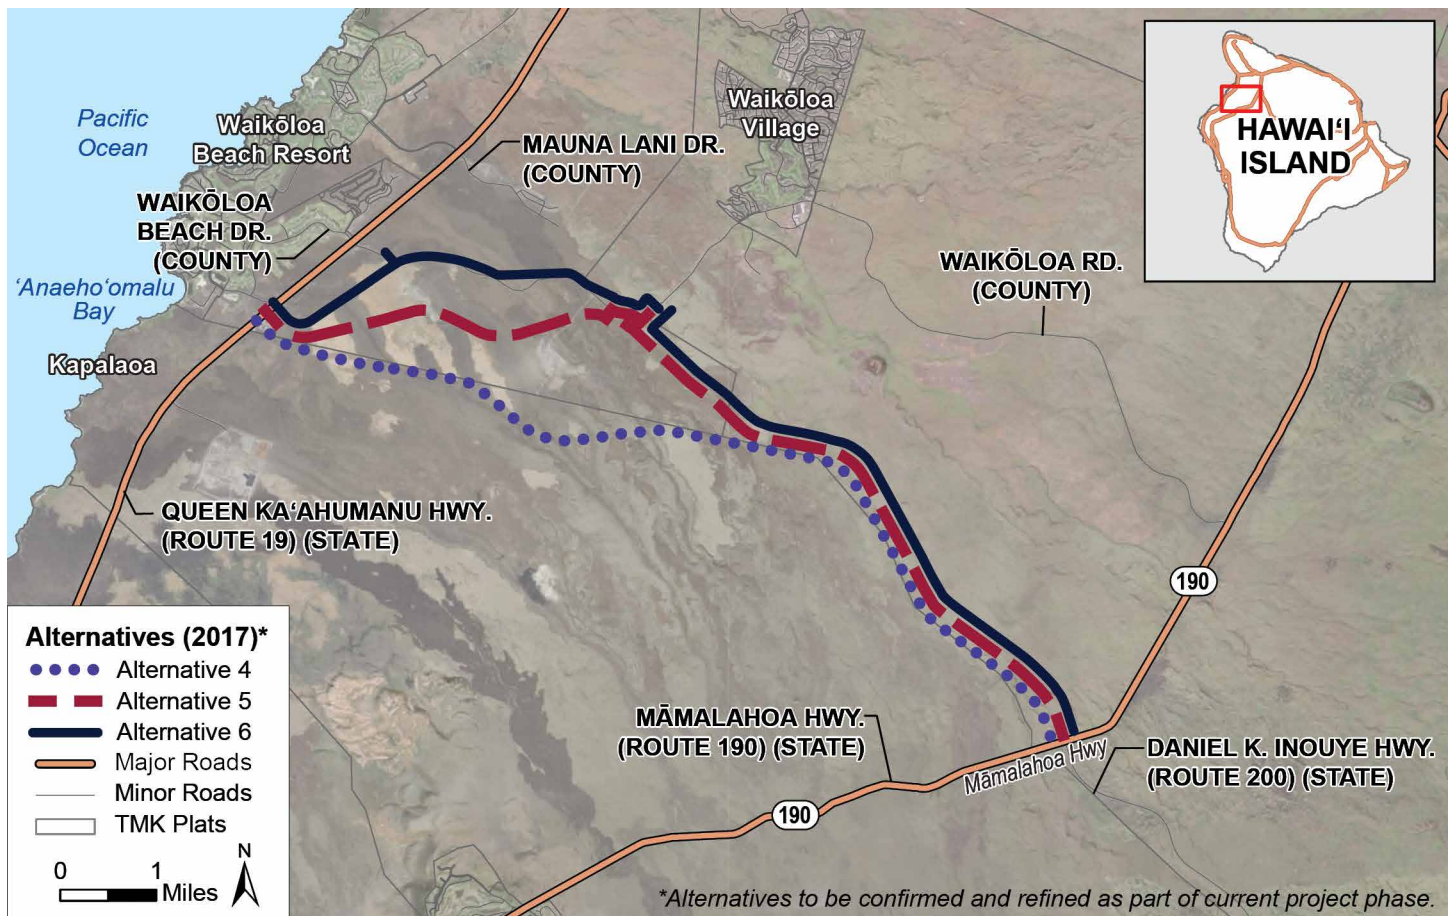 Pacific
Ocean
Waikōloa
Beach Resort
WAIKŌLOA
BEACH DR.
(COUNTY)
ʻAnaehoʻomalu
Bay
Kapalaoa
MAUNA LANI DR.
(COUNTY)
Waikōloa
Village
WAIKŌLOA RD.
(COUNTY)
HAWAIʻI
ISLAND
QUEEN KAʻAHUMANU HWY.
(ROUTE 19) (STATE)
190
MĀMALAHOA HWY.
(ROUTE 190) (STATE)
Māmalahoa Hwy
DANIEL K. INOUYE HWY.
(ROUTE 200) (STATE)
190
Alternatives (2017)*
Alternative 4
Alternative 5
Alternative 6
Major Roads
Minor Roads
TMK Plats
0 1
Miles
N
*Alternatives to be confirmed and refined as part of current project phase.